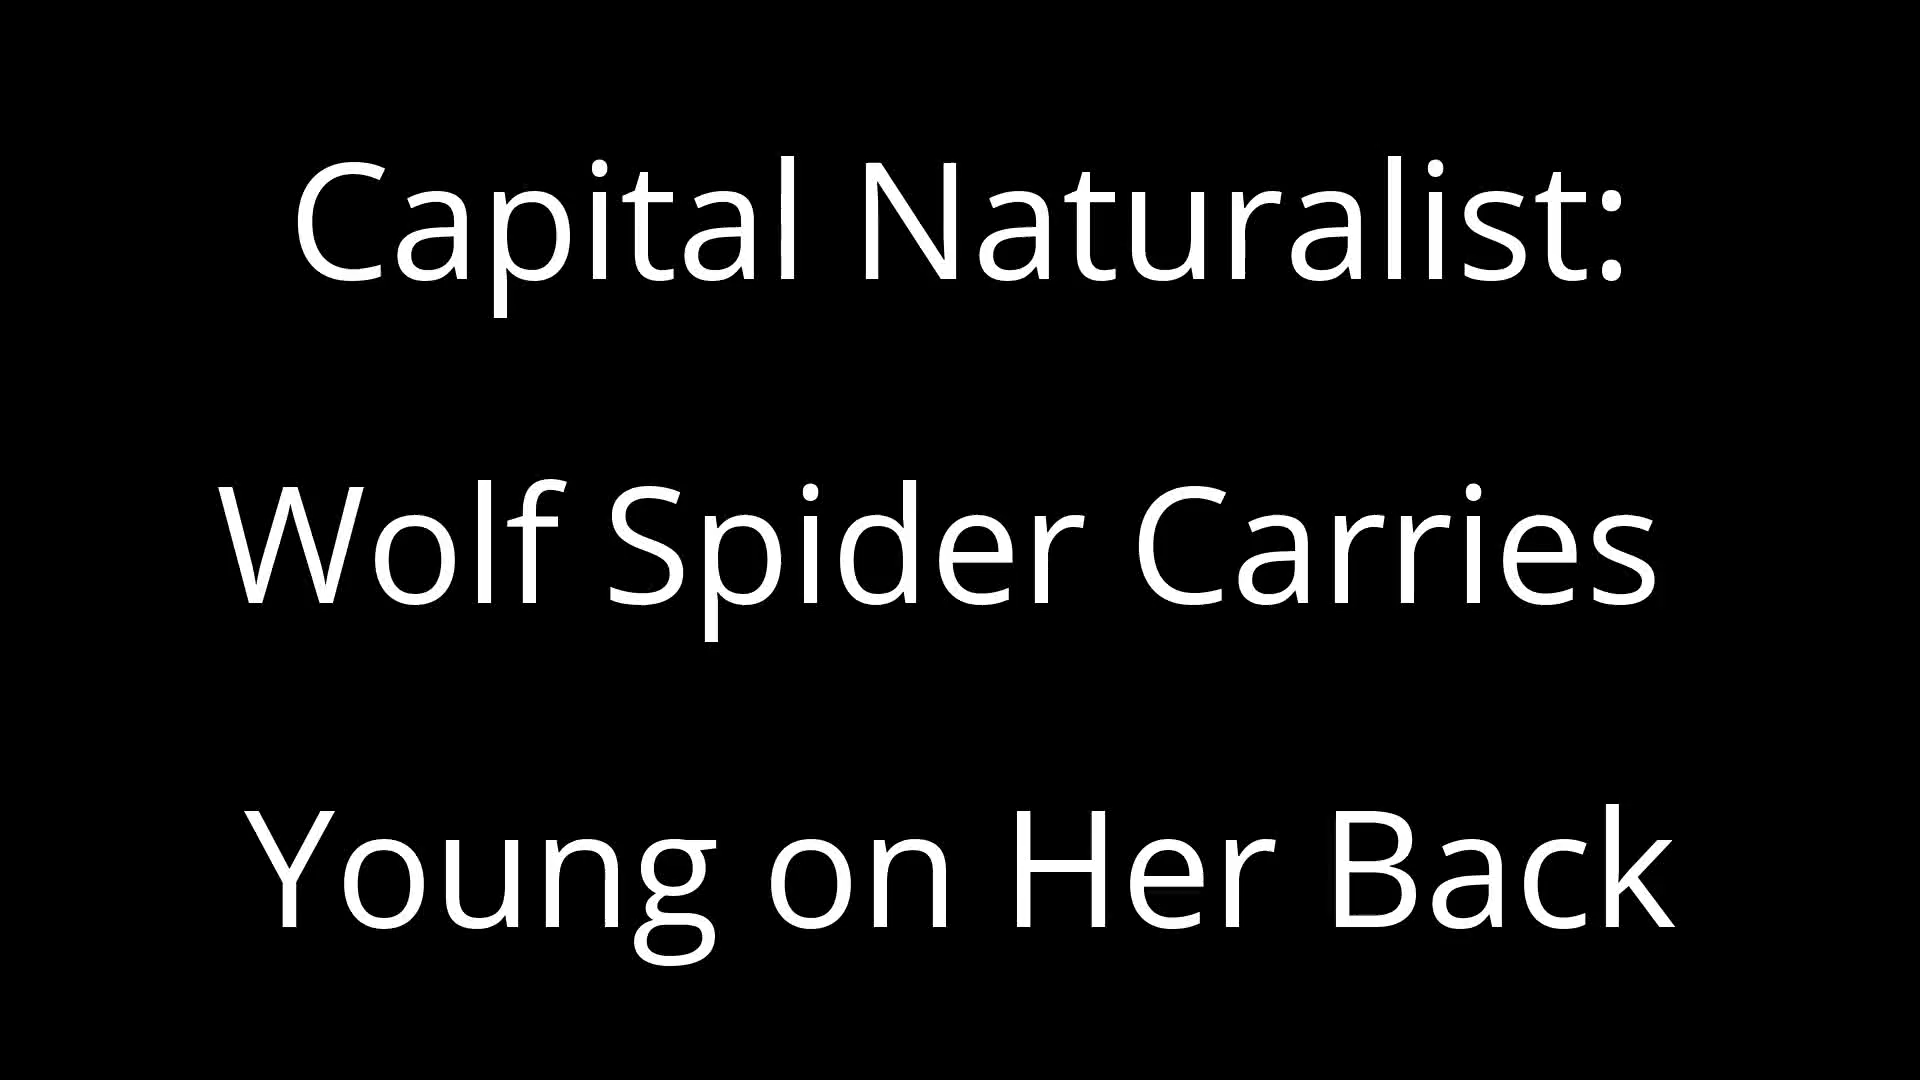 Capital Naturalist:
Wolf Spider Carries
Young on Her Back